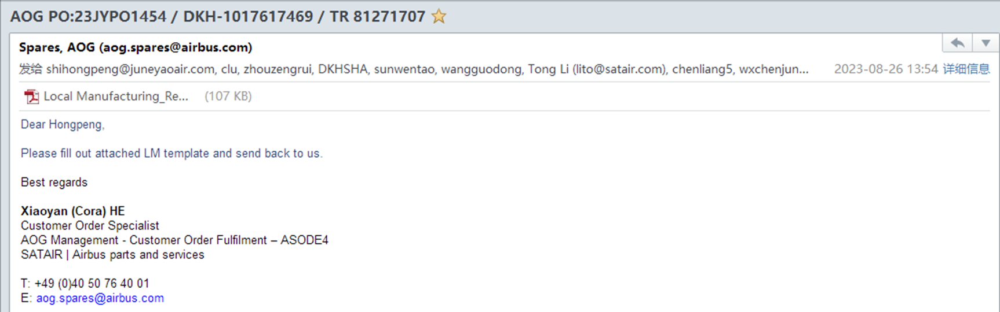 AOG PO:23JYPO1454 / DKH-1017617469 / TR 81271707
Spares, AOG (aog.spares@airbus.com)
发给 shihongpeng@juneyaoair.com, clu, zhouzengrui, DKHSHA, sunwentao, wangguodong, Tong Li (lito@satair.com), chenliang5, wxchenjun... 2023-08-26 13:54 详细信息
Local Manufacturing_Re... (107 KB)
Dear Hongpeng,
Please fill out attached LM template and send back to us.
Best regards
Xiaoyan (Cora) HE
Customer Order Specialist
AOG Management - Customer Order Fulfilment – ASODE4
SATAIR | Airbus parts and services
T: +49 (0)40 50 76 40 01
E: aog.spares@airbus.com